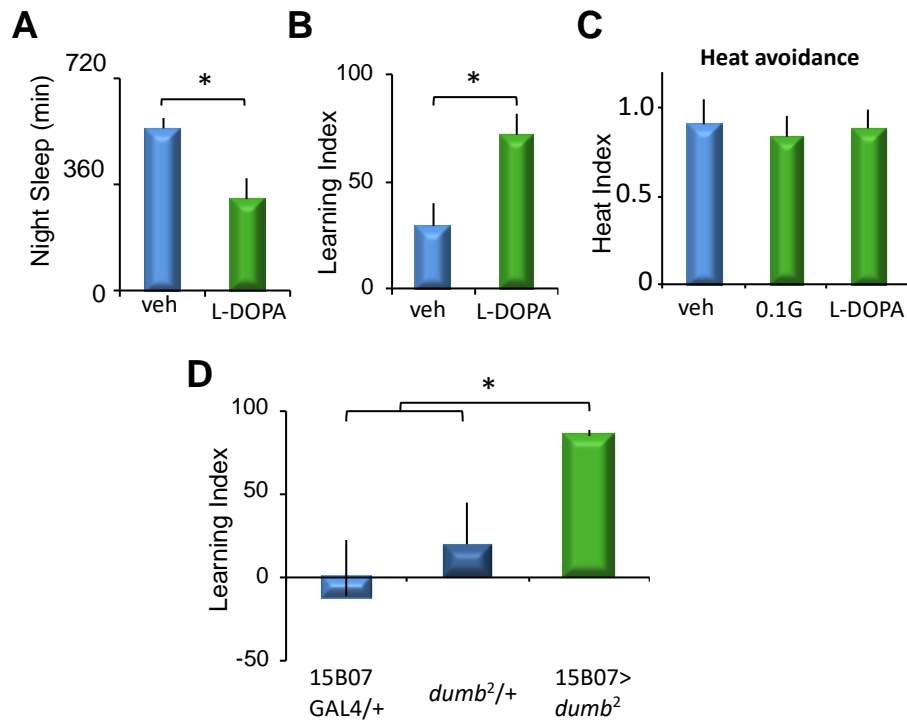 A
Night Sleep (min)
720
360
0
*
veh
L-DOPA
B
Learning Index
100
50
0
*
veh
L-DOPA
C
Heat avoidance
Heat Index
1.0
0.5
0
veh
0.1G
L-DOPA
D
Learning Index
100
50
0
-50
*
15B07
GAL4/+
dumb²/+
15B07>
dumb²